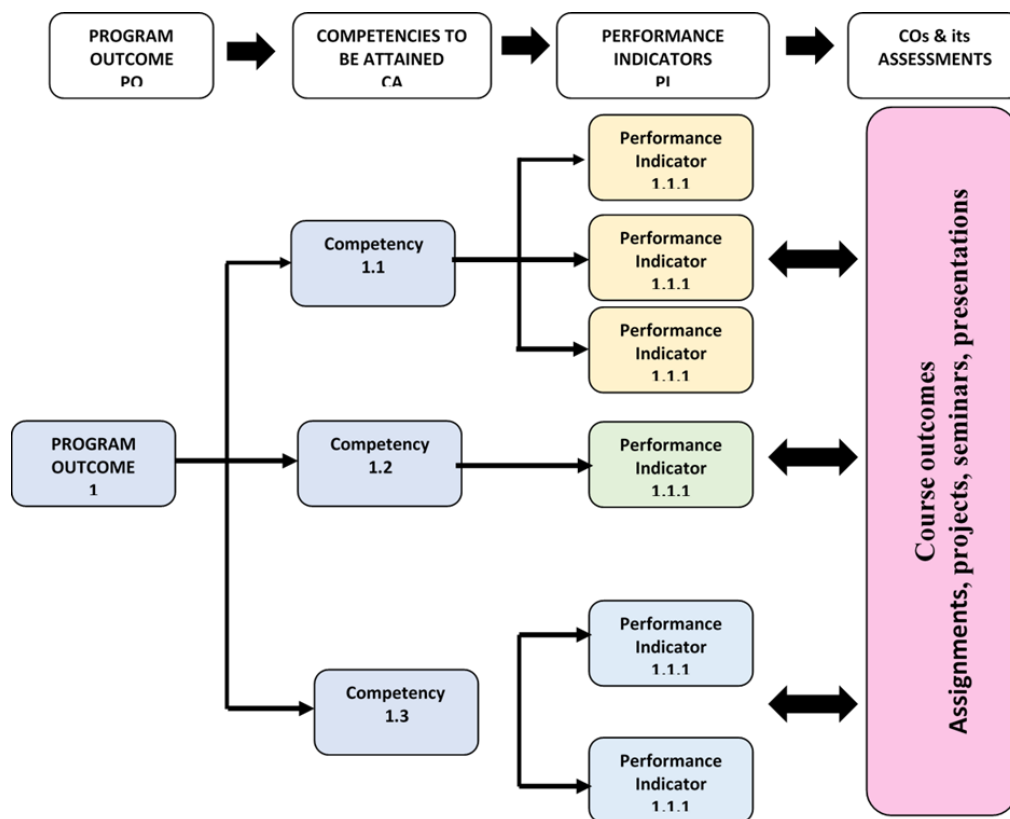 PROGRAM
OUTCOME
PO
COMPETENCIES TO
BE ATTAINED
CA
PERFORMANCE
INDICATORS
PI
COs & its
ASSESSMENTS
Performance
Indicator
1.1.1
Competency
1.1
Performance
Indicator
1.1.1
Performance
Indicator
1.1.1
PROGRAM
OUTCOME
1
Competency
1.2
Performance
Indicator
1.1.1
Performance
Indicator
1.1.1
Competency
1.3
Performance
Indicator
1.1.1
Course outcomes
Assignments, projects, seminars, presentations